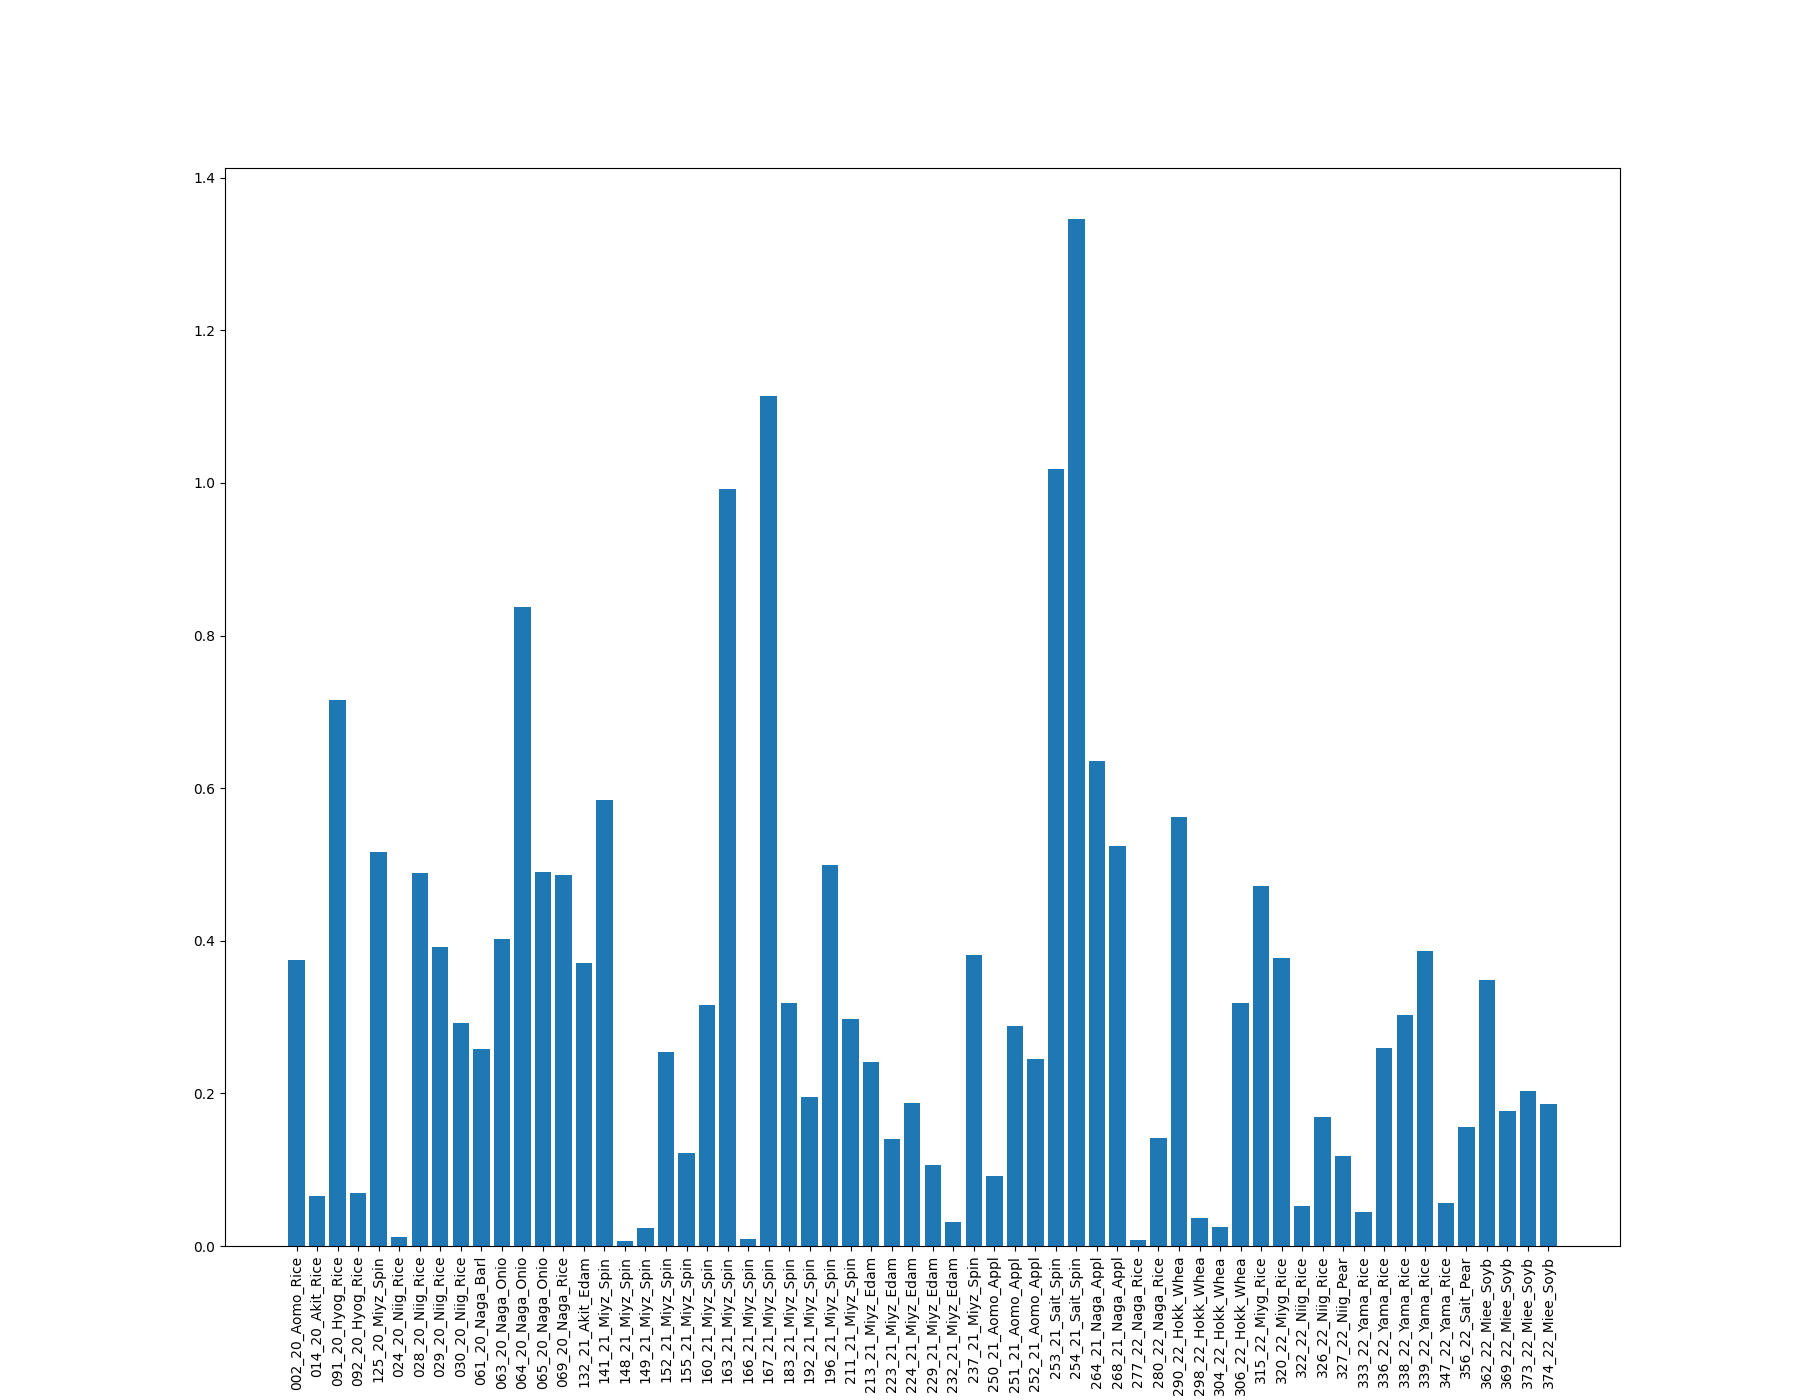 1.4
1.2
1.0
0.8
0.6
0.4
0.2
0.0
002_20_Aomo_Rice
014_20_Akit_Rice
091_20_Hyog_Rice
092_20_Hyog_Rice
125_20_Miyz_Spin
024_20_Niig_Rice
028_20_Niig_Rice
029_20_Niig_Rice
030_20_Niig_Rice
061_20_Naga_Barl
063_20_Naga_Onio
064_20_Naga_Onio
065_20_Naga_Onio
069_20_Naga_Rice
132_21_Akit_Edam
141_21_Miyz_Spin
148_21_Miyz_Spin
149_21_Miyz_Spin
152_21_Miyz_Spin
155_21_Miyz_Spin
160_21_Miyz_Spin
163_21_Miyz_Spin
166_21_Miyz_Spin
167_21_Miyz_Spin
183_21_Miyz_Spin
192_21_Miyz_Spin
196_21_Miyz_Spin
211_21_Miyz_Spin
213_21_Miyz_Edam
223_21_Miyz_Edam
224_21_Miyz_Edam
229_21_Miyz_Edam
232_21_Miyz_Edam
237_21_Miyz_Spin
250_21_Aomo_Appl
251_21_Aomo_Appl
252_21_Aomo_Appl
253_21_Sait_Spin
254_21_Sait_Spin
264_21_Naga_Appl
268_21_Naga_Appl
277_22_Naga_Rice
280_22_Naga_Rice
290_22_Hokk_Whea
298_22_Hokk_Whea
304_22_Hokk_Whea
306_22_Hokk_Whea
315_22_Miyg_Rice
320_22_Miyg_Rice
322_22_Niig_Rice
326_22_Niig_Rice
327_22_Niig_Pear
333_22_Yama_Rice
336_22_Yama_Rice
338_22_Yama_Rice
339_22_Yama_Rice
347_22_Yama_Rice
356_22_Sait_Pear
362_22_Miee_Soyb
369_22_Miee_Soyb
373_22_Miee_Soyb
374_22_Miee_Soyb